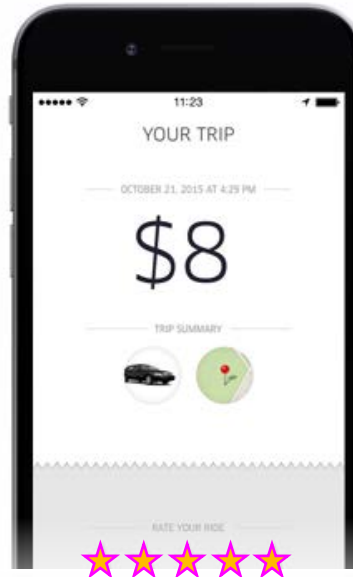 11:23
YOUR TRIP
OCTOBER 21, 2015 AT 4:29 PM
$8
TRIP SUMMARY
RATE YOUR RIDE